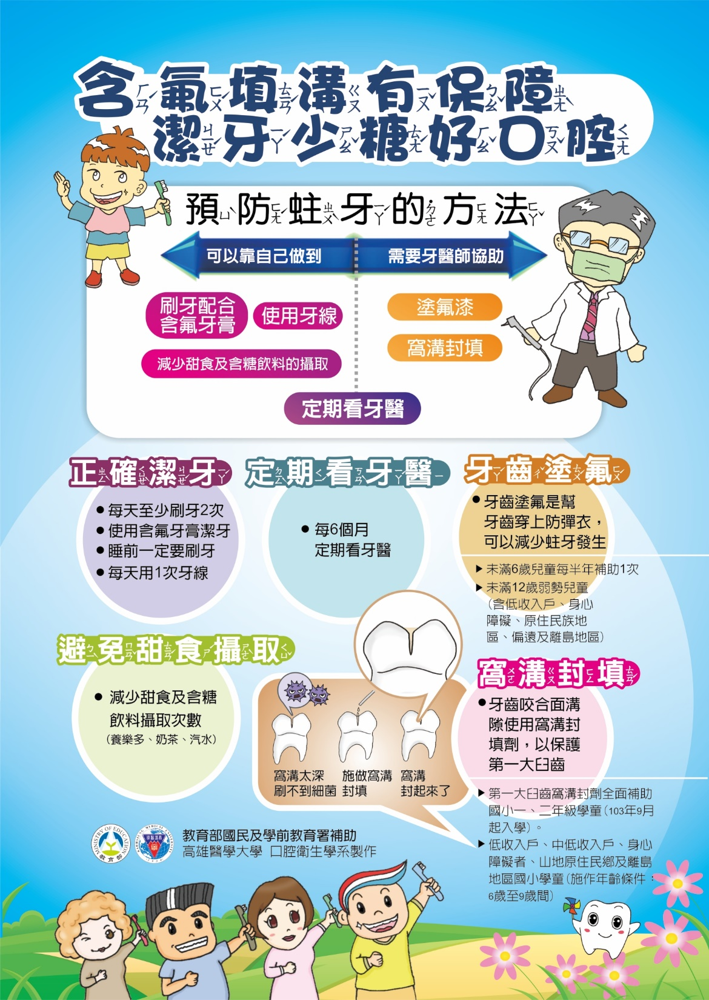 含氟填溝有保障
潔牙少糖好口腔
預防蛀牙的方法
可以靠自己做到
需要牙醫師協助
刷牙配合
含氟牙膏
使用牙線
減少甜食及含糖飲料的攝取
塗氟漆
窩溝封填
定期看牙醫
正確潔牙
● 每天至少刷牙2次
● 使用含氟牙膏潔牙
● 睡前一定要刷牙
● 每天用1次牙線
定期看牙醫
● 每6個月
定期看牙醫
牙齒塗氟
● 牙齒塗氟是幫
牙齒穿上防彈衣，
可以減少蛀牙發生
▶ 未滿6歲兒童每半年補助1次
▶ 未滿12歲弱勢兒童
（含低收入戶、身心
障礙、原住民族地
區、偏遠及離島地區）
避免甜食攝取
● 減少甜食及含糖
飲料攝取次數
（養樂多、奶茶、汽水）
窩溝太深
刷不到細菌
施做窩溝
封填
窩溝
封起來了
窩溝封填
● 牙齒咬合面溝
隙使用窩溝封
填劑，以保護
第一大臼齒
▶ 第一大臼齒窩溝封劑全面補助
國小一、二年級學童（103年9月
起入學）。
▶ 低收入戶、中低收入戶、身心
障礙者、山地原住民鄉及離島
地區國小學童（施作年齡條件：
6歲至9歲間）
MINISTRY OF EDUCATION
教育部
KAOHSIUNG MEDICAL UNIVERSITY
教育部國民及學前教育署補助
高雄醫學大學 口腔衛生學系製作